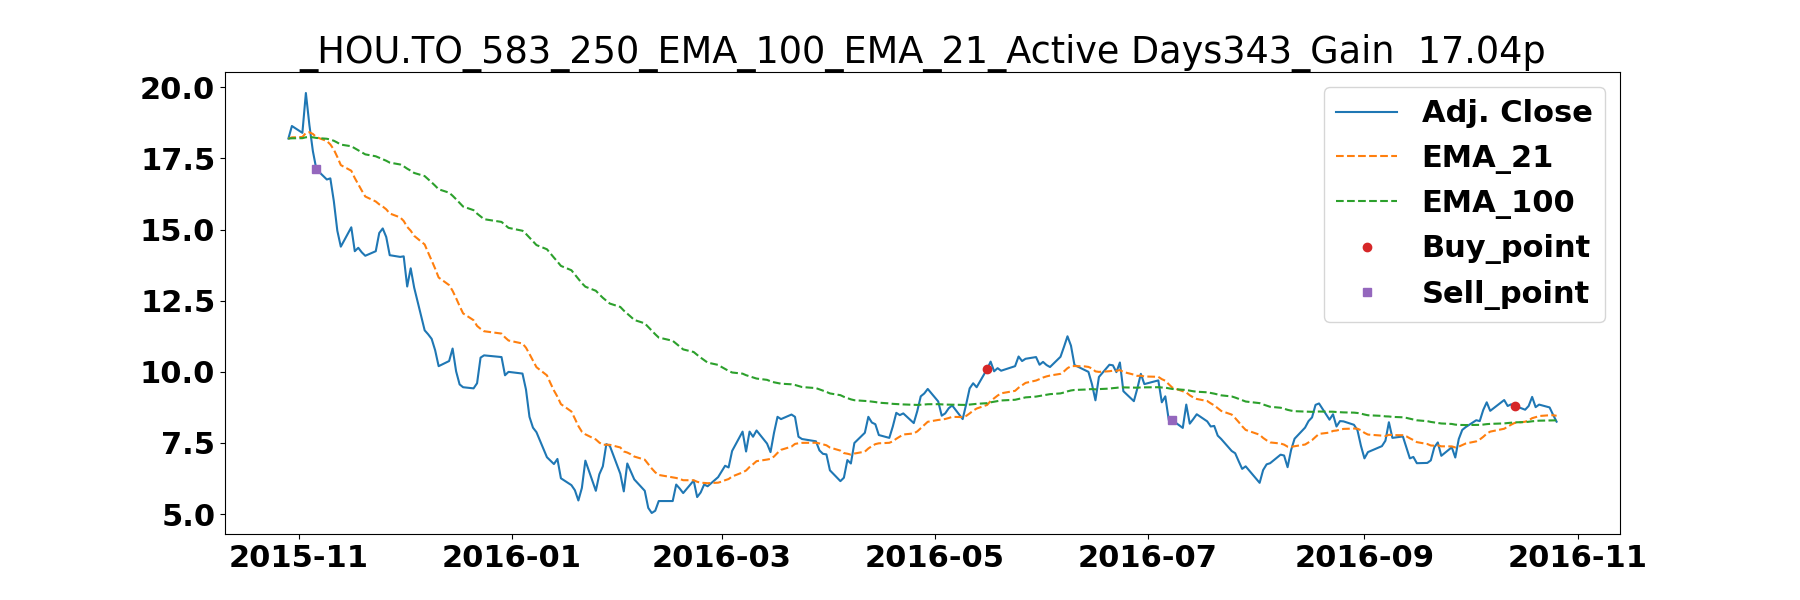 _HOU.TO_583_250_EMA_100_EMA_21_Active Days343_Gain  17.04p
20.0
17.5
15.0
12.5
10.0
7.5
5.0
Adj. Close
EMA_21
EMA_100
Buy_point
Sell_point
2015-11 2016-01 2016-03 2016-05 2016-07 2016-09 2016-11